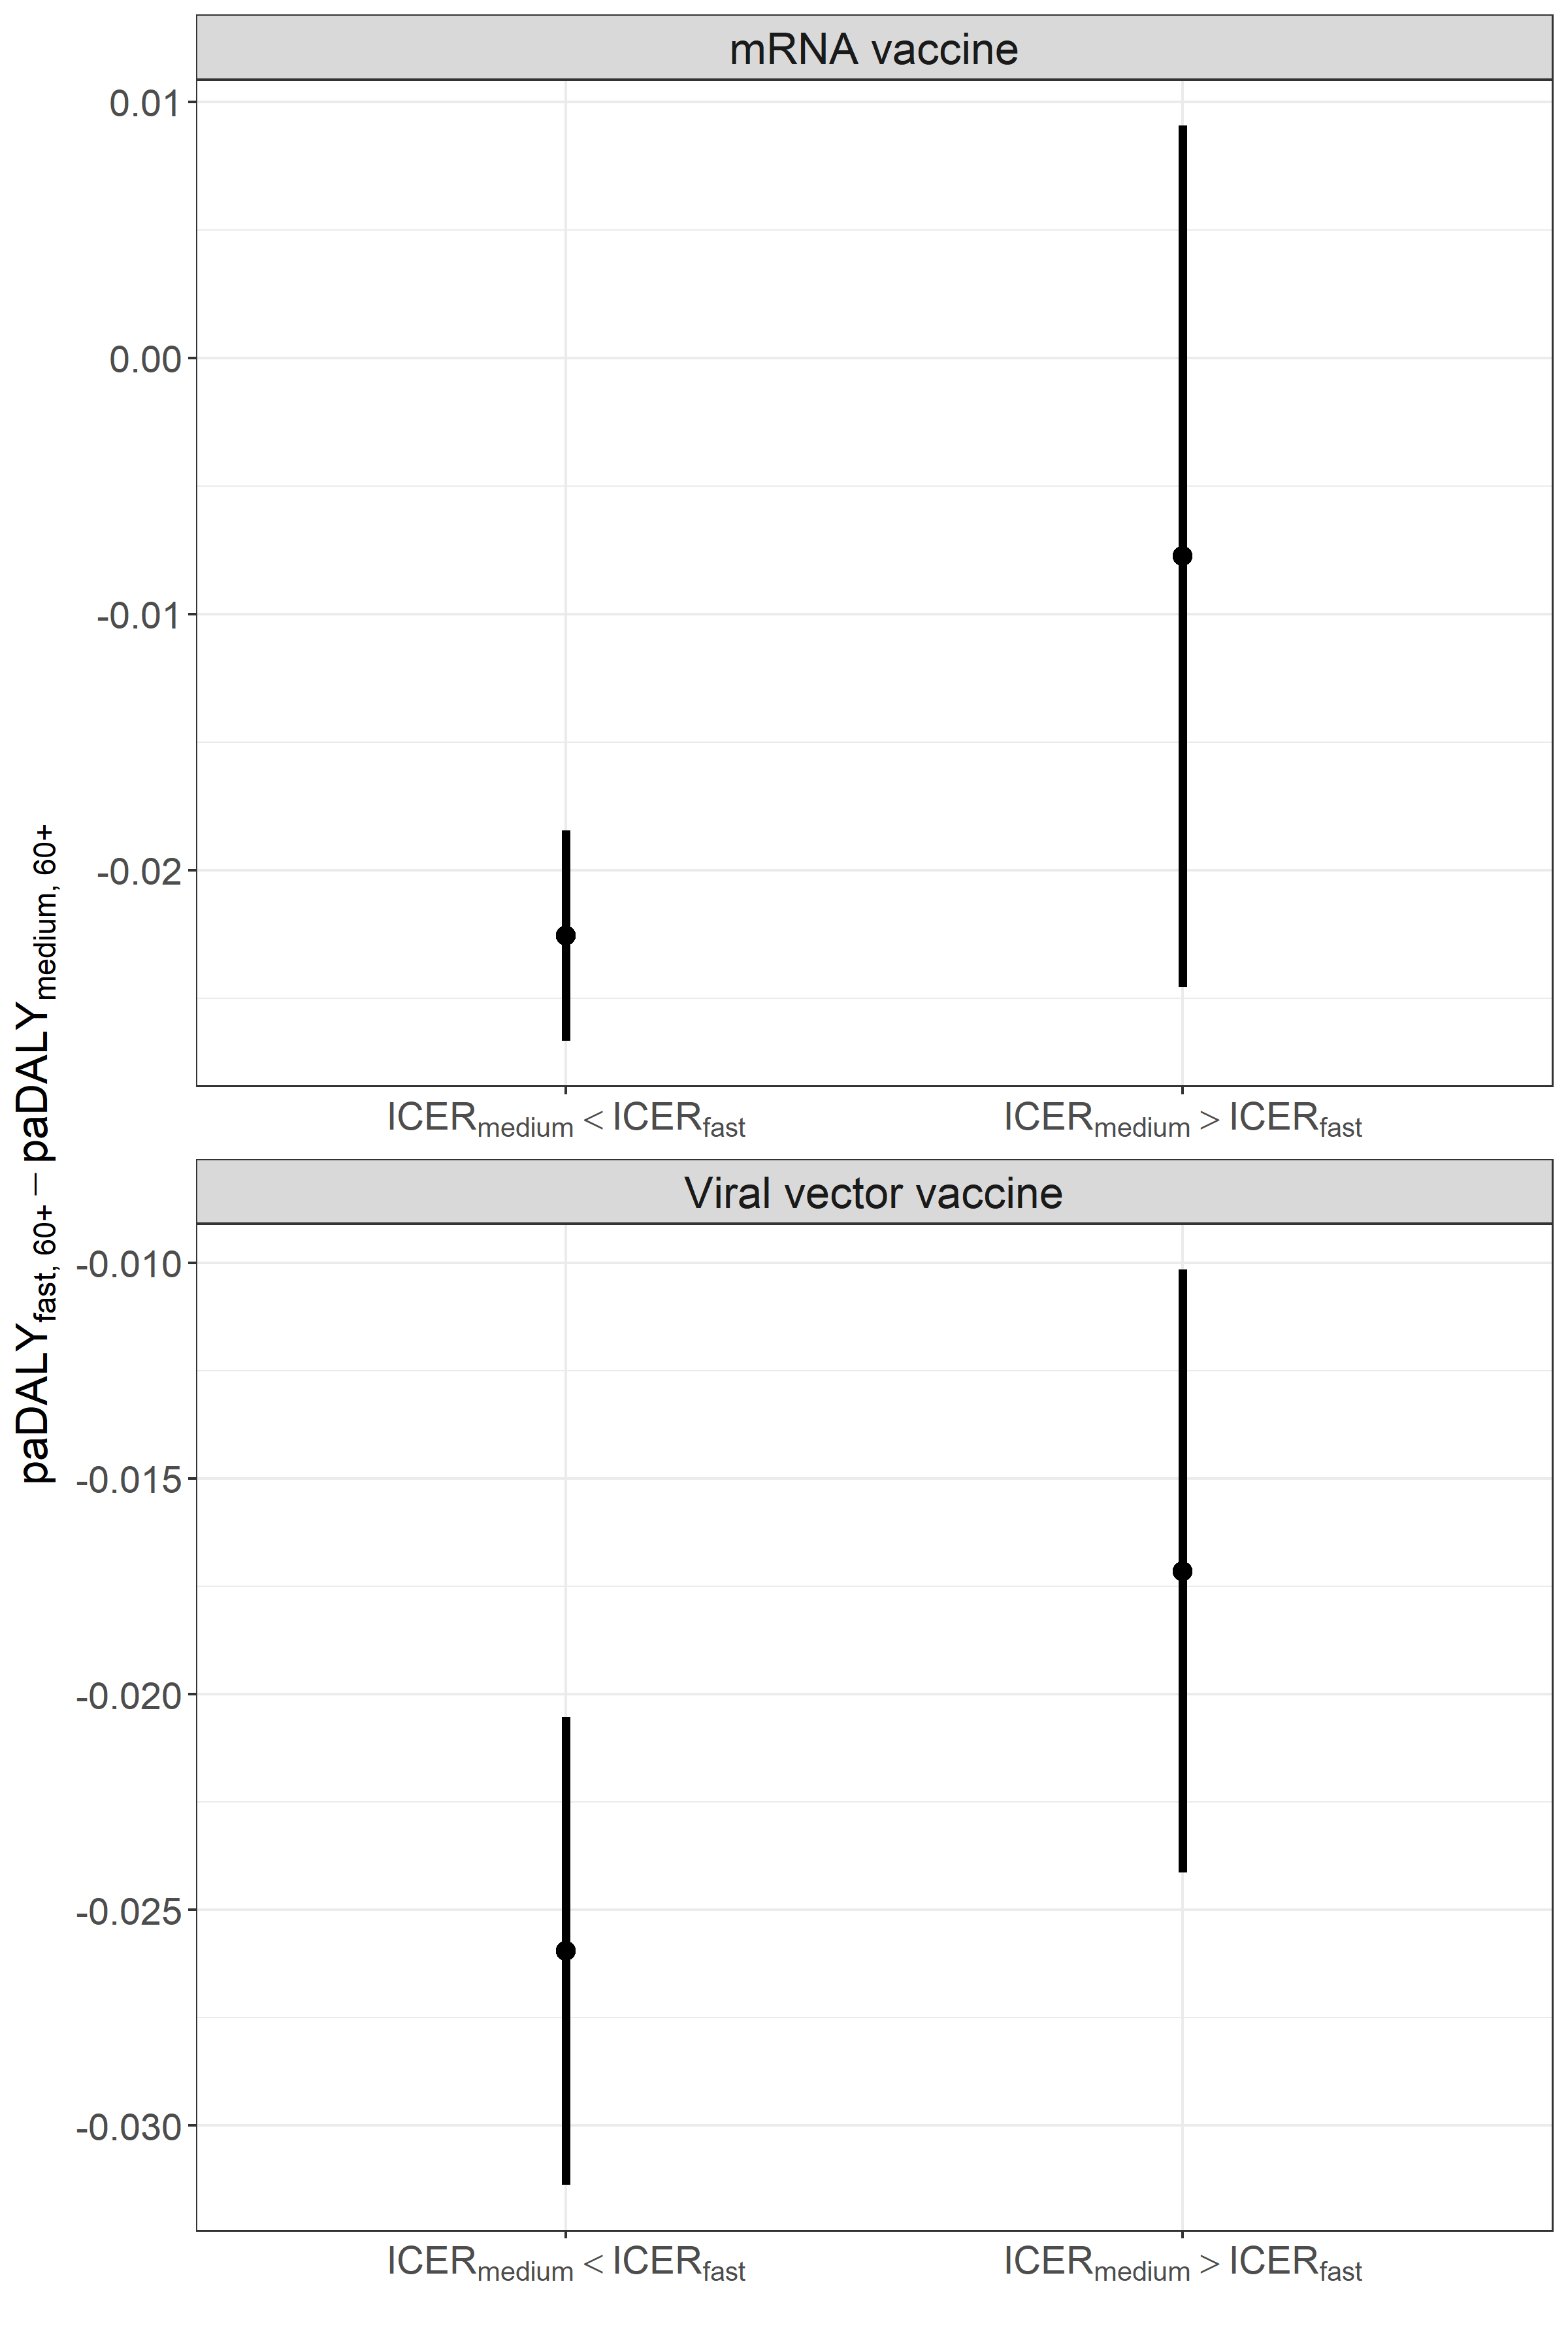 mRNA vaccine
0.01
0.00
-0.01
-0.02
ICERmedium < ICERfast
ICERmedium > ICERfast
paDALYfast, 60+ − paDALYmedium, 60+
Viral vector vaccine
-0.010
-0.015
-0.020
-0.025
-0.030
ICERmedium < ICERfast
ICERmedium > ICERfast